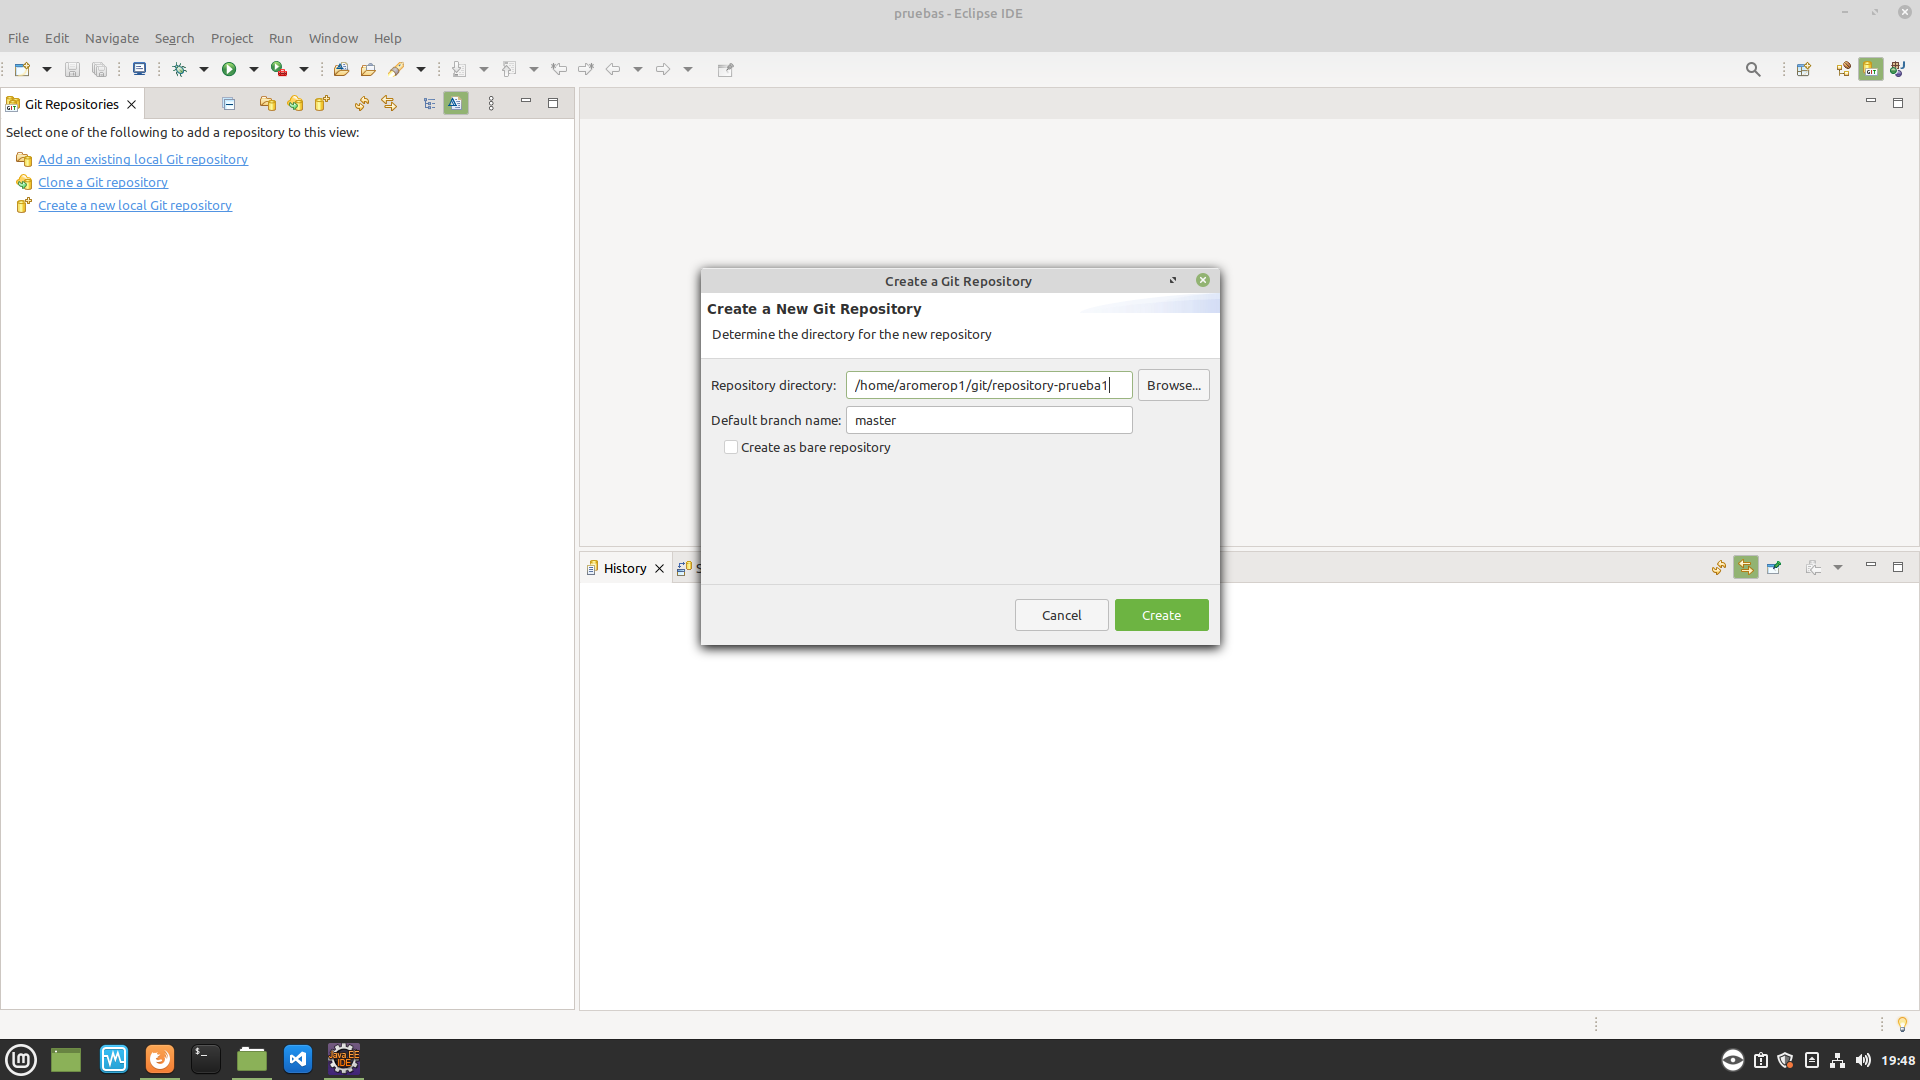 pruebas - Eclipse IDE
File Edit Navigate Search Project Run Window Help
Git Repositories
Select one of the following to add a repository to this view:
Add an existing local Git repository
Clone a Git repository
Create a new local Git repository
Create a Git Repository
Create a New Git Repository
Determine the directory for the new repository
Repository directory: /home/aromerop1/git/repository-prueba1 Browse...
Default branch name: master
Create as bare repository
Cancel Create
History
Java EE
IDE
19:48